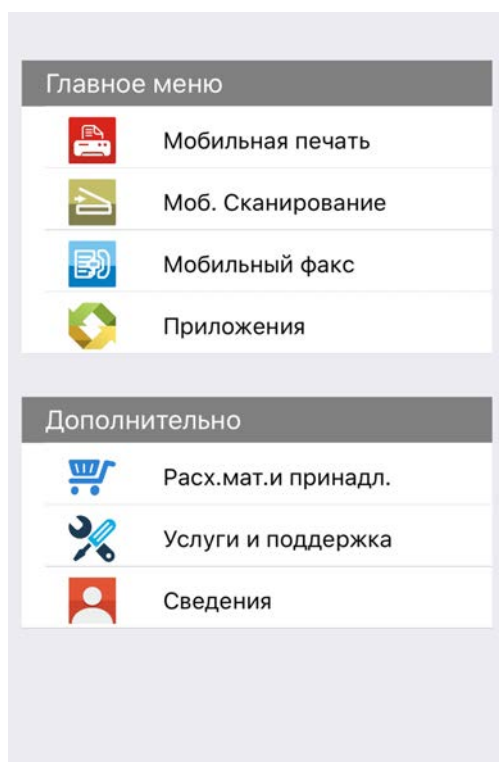 Главное меню
Мобильная печать
Моб. Сканирование
Мобильный факс
Приложения
Дополнительно
Расх.мат.и принадл.
Услуги и поддержка
Сведения